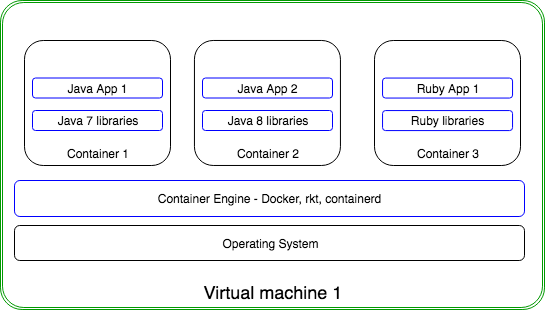 Java App 1
Java App 2
Ruby App 1
Java 7 libraries
Java 8 libraries
Ruby libraries
Container 1
Container 2
Container 3
Container Engine - Docker, rkt, containerd
Operating System
Virtual machine 1